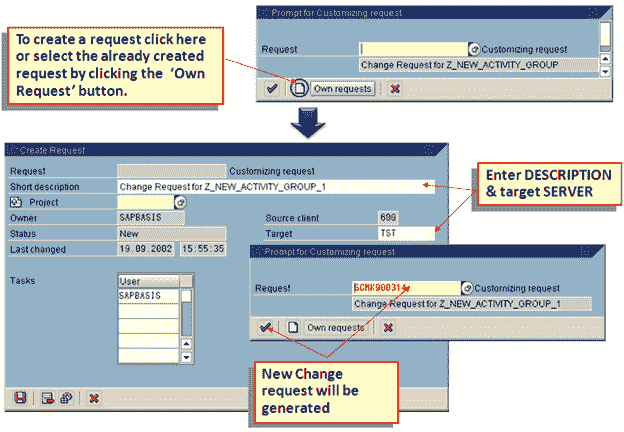 To create a request click here
or select the already created
request by clicking the ‘Own
Request’ button.
Prompt for Customizing request
Request Customizing request
Change Request for Z_NEW_ACTIVITY_GROUP
Own requests
Create Request
Request Customizing request
Short description Change Request for Z_NEW_ACTIVITY_GROUP_1
Project
Owner SAPBASIS Source client 600
Status New Target TST
Last changed 19.09.2002 15:55:35
Enter DESCRIPTION
& target SERVER
Tasks User
SAPBASIS
Prompt for Customizing request
Request SCMK900314 Customizing request
Change Request for Z_NEW_ACTIVITY_GROUP_1
Own requests
New Change
request will be
generated